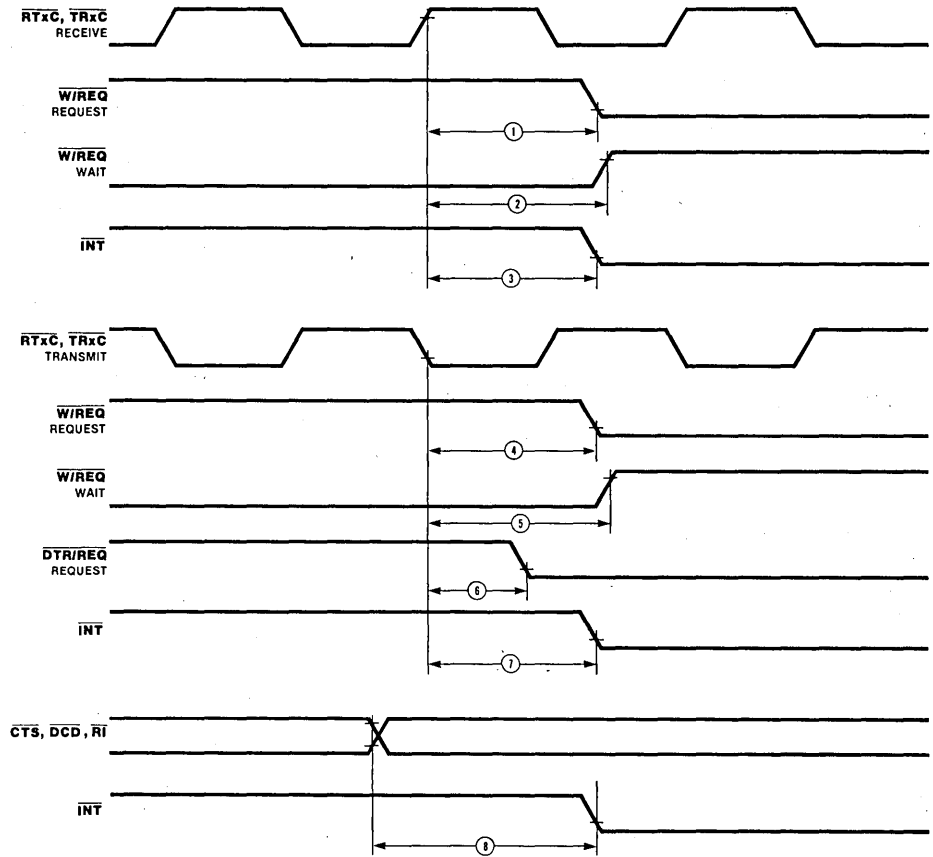 RTxC, TRxC
RECEIVE
W/REQ
REQUEST
1
W/REQ
WAIT
2
INT
3
RTxC, TRxC
TRANSMIT
W/REQ
REQUEST
4
W/REQ
WAIT
5
DTR/REQ
REQUEST
6
INT
7
CTS, DCD, RI
INT
8